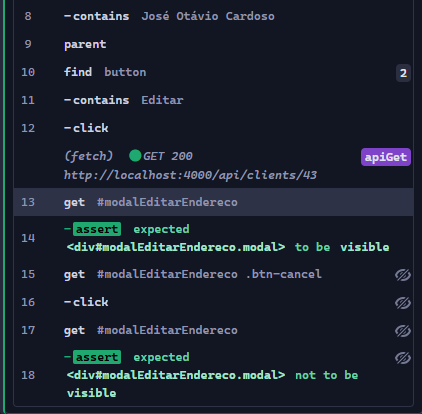 8 -contains José Otávio Cardoso
9 parent
10 find button 2
11 -contains Editar
12 -click
(fetch) GET 200 apiGet
http://localhost:4000/api/clients/43
13 get #modalEditarEndereco
-assert expected
14 <div#modalEditarEndereco.modal> to be visible
15 get #modalEditarEndereco .btn-cancel
16 -click
17 get #modalEditarEndereco
-assert expected
18 <div#modalEditarEndereco.modal> not to be
visible